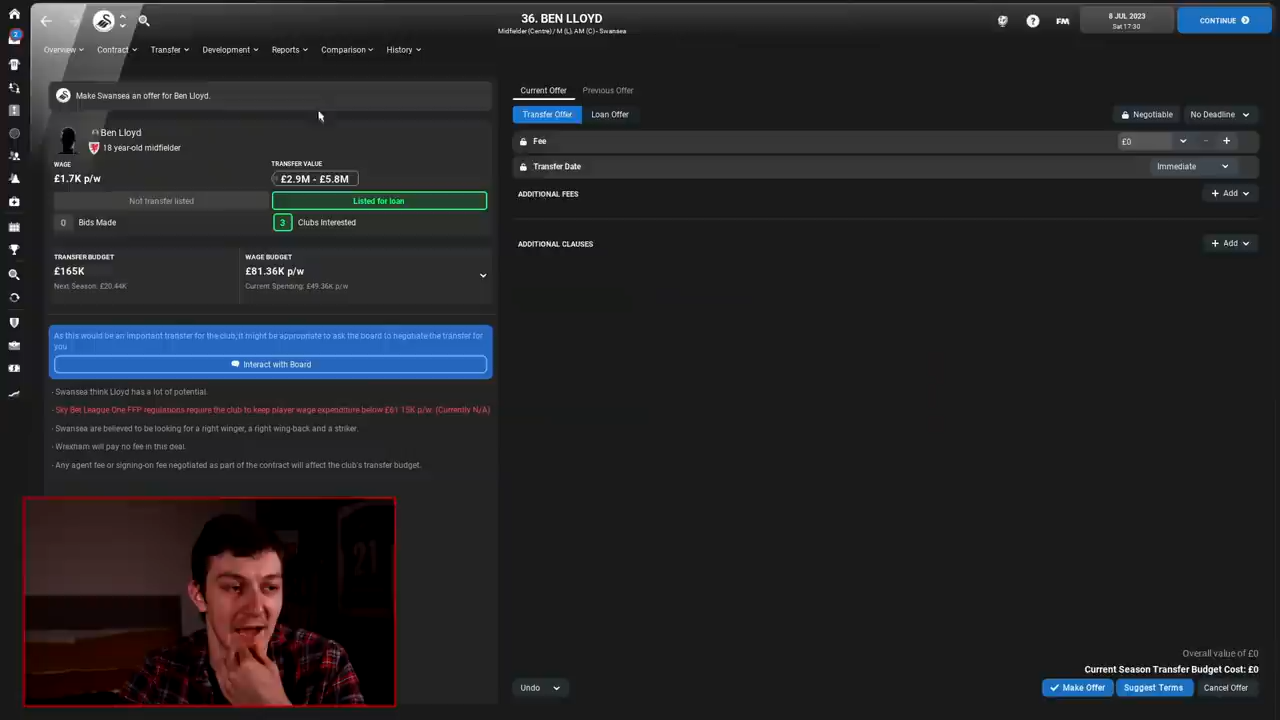 36. BEN LLOYD
Midfielder (Centre) / M (L), AM (C) - Swansea
FM
8 JUL 2023
Sat 17:30
CONTINUE
2
Overview
Contract
Transfer
Development
Reports
Comparison
History
Make Swansea an offer for Ben Lloyd.
Ben Lloyd
18 year-old midfielder
WAGE
£1.7K p/w
TRANSFER VALUE
£2.9M - £5.8M
Not transfer listed
Listed for loan
0 Bids Made
3 Clubs Interested
TRANSFER BUDGET
£165K
Next Season: £20.44K
WAGE BUDGET
£81.36K p/w
Current Spending: £49.36K p/w
As this would be an important transfer for the club, it might be appropriate to ask the board to negotiate the transfer for
you
Interact with Board
- Swansea think Lloyd has a lot of potential.
- Sky Bet League One FFP regulations require the club to keep player wage expenditure below £61.15K p/w. (Currently N/A)
- Swansea are believed to be looking for a right winger, a right wing-back and a striker.
- Wrexham will pay no fee in this deal.
- Any agent fee or signing-on fee negotiated as part of the contract will affect the club's transfer budget.
Current Offer
Previous Offer
Transfer Offer
Loan Offer
Negotiable
No Deadline
Fee
£0
Transfer Date
Immediate
ADDITIONAL FEES
+ Add
ADDITIONAL CLAUSES
+ Add
Overall value of £0
Current Season Transfer Budget Cost: £0
Undo
Make Offer
Suggest Terms
Cancel Offer